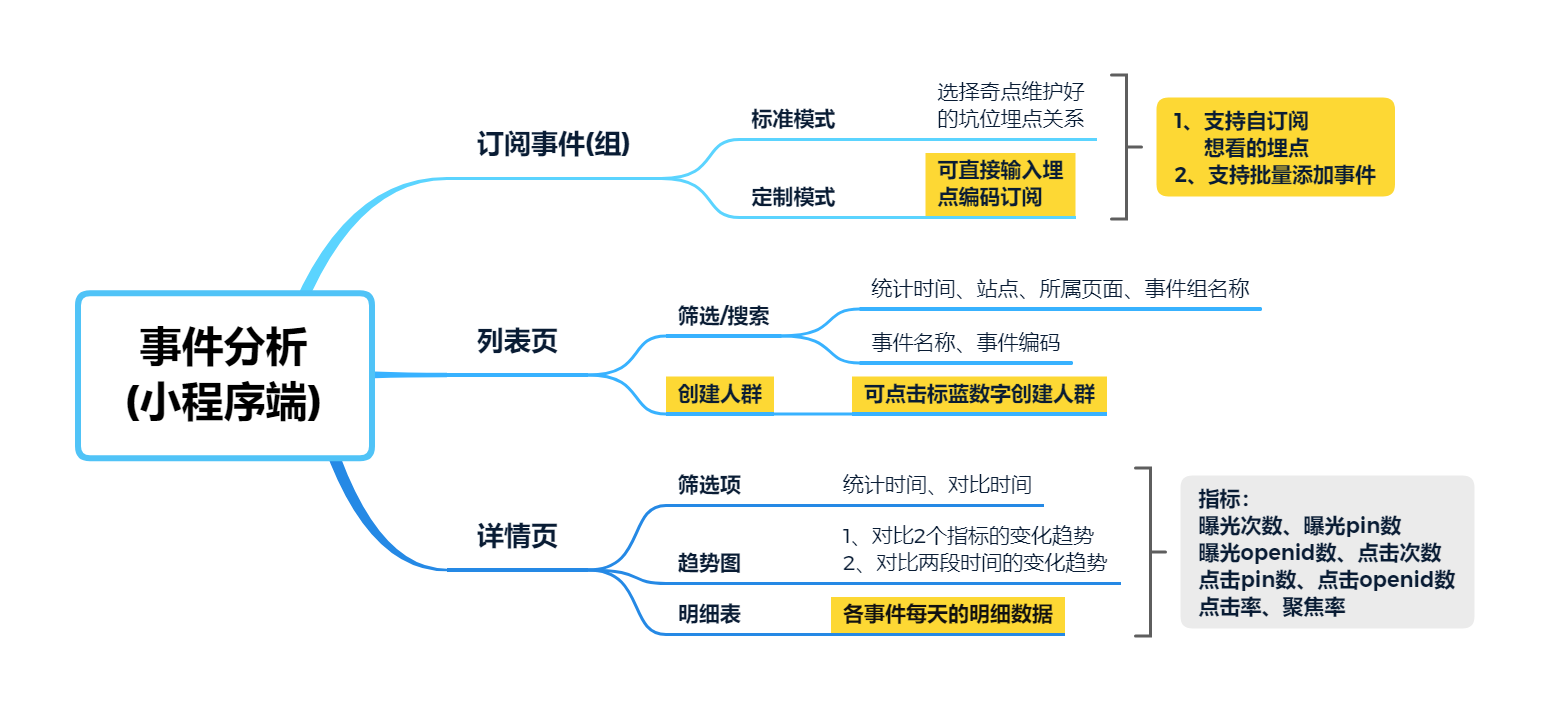 事件分析
(小程序端)
订阅事件(组)
标准模式
选择奇点维护好
的坑位埋点关系
定制模式
可直接输入埋
点编码订阅
1、支持自订阅
想看的埋点
2、支持批量添加事件
列表页
筛选/搜索
统计时间、站点、所属页面、事件组名称
事件名称、事件编码
创建人群
可点击标蓝数字创建人群
详情页
筛选项
统计时间、对比时间
趋势图
1、对比2个指标的变化趋势
2、对比两段时间的变化趋势
明细表
各事件每天的明细数据
指标：
曝光次数、曝光pin数
曝光openid数、点击次数
点击pin数、点击openid数
点击率、聚焦率